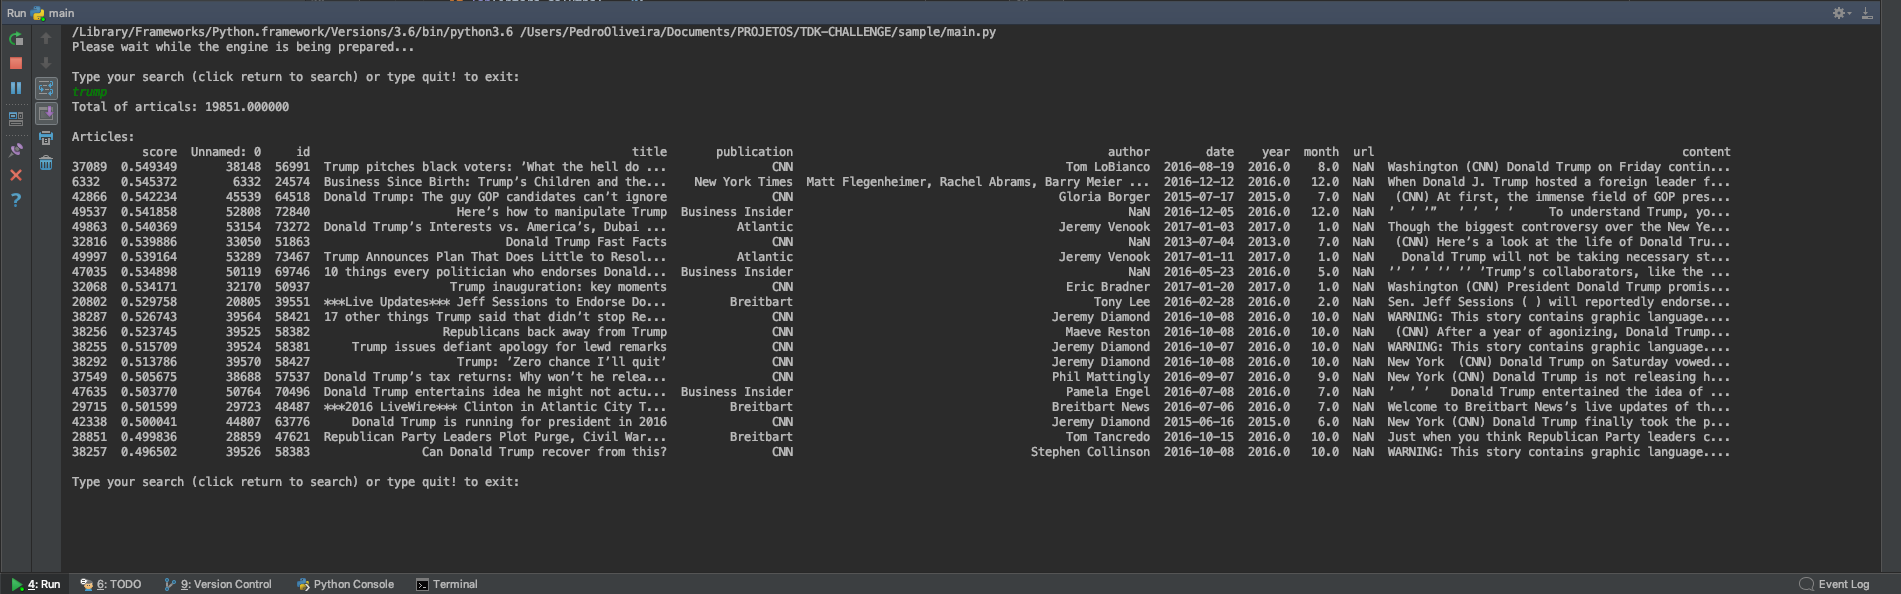 Run main
/Library/Frameworks/Python.framework/Versions/3.6/bin/python3.6 /Users/PedroOliveira/Documents/PROJETOS/TDK-CHALLENGE/sample/main.py
Please wait while the engine is being prepared...
Type your search (click return to search) or type quit! to exit:
trump
Total of articals: 19851.000000
Articles:
score Unnamed: 0 id title publication author date year month url content
37089 0.549349 38148 56991 Trump pitches black voters: ’What the hell do ... CNN Tom LoBianco 2016-08-19 2016.0 8.0 NaN Washington (CNN) Donald Trump on Friday contin...
6332 0.545372 6332 24574 Business Since Birth: Trump’s Children and the... New York Times Matt Flegenheimer, Rachel Abrams, Barry Meier ... 2016-12-12 2016.0 12.0 NaN When Donald J. Trump hosted a foreign leader f...
42866 0.542234 45539 64518 Donald Trump: The guy GOP candidates can’t ignore CNN Gloria Borger 2015-07-17 2015.0 7.0 NaN (CNN) At first, the immense field of GOP pres...
49537 0.541858 52808 72840 Here’s how to manipulate Trump Business Insider NaN 2016-12-05 2016.0 12.0 NaN ’ ’ ’” ’ ’ ’ ’ To understand Trump, yo...
49863 0.540369 53154 73272 Donald Trump’s Interests vs. America’s, Dubai ... Atlantic Jeremy Venook 2017-01-03 2017.0 1.0 NaN Though the biggest controversy over the New Ye...
32816 0.539886 33050 51863 Donald Trump Fast Facts CNN NaN 2013-07-04 2013.0 7.0 NaN (CNN) Here’s a look at the life of Donald Tru...
49997 0.539164 53289 73467 Trump Announces Plan That Does Little to Resol... Atlantic Jeremy Venook 2017-01-11 2017.0 1.0 NaN Donald Trump will not be taking necessary st...
47035 0.534898 50119 69746 10 things every politician who endorses Donald... Business Insider NaN 2016-05-23 2016.0 5.0 NaN ’’ ’ ’ ’’ ’’ ’Trump’s collaborators, like the ...
32068 0.534171 32170 50937 Trump inauguration: key moments CNN Eric Bradner 2017-01-20 2017.0 1.0 NaN Washington (CNN) President Donald Trump promis...
20802 0.529758 20805 39551 ***Live Updates*** Jeff Sessions to Endorse Do... Breitbart Tony Lee 2016-02-28 2016.0 2.0 NaN Sen. Jeff Sessions ( ) will reportedly endorse...
38287 0.526743 39564 58421 17 other things Trump said that didn’t stop Re... CNN Jeremy Diamond 2016-10-08 2016.0 10.0 NaN WARNING: This story contains graphic language....
38256 0.523745 39525 58382 Republicans back away from Trump CNN Maeve Reston 2016-10-08 2016.0 10.0 NaN (CNN) After a year of agonizing, Donald Trump...
38255 0.515709 39524 58381 Trump issues defiant apology for lewd remarks CNN Jeremy Diamond 2016-10-07 2016.0 10.0 NaN WARNING: This story contains graphic language....
38292 0.513786 39570 58427 Trump: ’Zero chance I’ll quit’ CNN Jeremy Diamond 2016-10-08 2016.0 10.0 NaN New York (CNN) Donald Trump on Saturday vowed...
37549 0.505675 38688 57537 Donald Trump’s tax returns: Why won’t he relea... CNN Phil Mattingly 2016-09-07 2016.0 9.0 NaN New York (CNN) Donald Trump is not releasing h...
47635 0.503770 50764 70496 Donald Trump entertains idea he might not actu... Business Insider Pamela Engel 2016-07-08 2016.0 7.0 NaN ’ ’ ’ Donald Trump entertained the idea of ...
29715 0.501599 29723 48487 ***2016 LiveWire*** Clinton in Atlantic City T... Breitbart Breitbart News 2016-07-06 2016.0 7.0 NaN Welcome to Breitbart News’s live updates of th...
42338 0.500041 44807 63776 Donald Trump is running for president in 2016 CNN Jeremy Diamond 2015-06-16 2015.0 6.0 NaN New York (CNN) Donald Trump finally took the p...
28851 0.499836 28859 47621 Republican Party Leaders Plot Purge, Civil War... Breitbart Tom Tancredo 2016-10-15 2016.0 10.0 NaN Just when you think Republican Party leaders c...
38257 0.496502 39526 58383 Can Donald Trump recover from this? CNN Stephen Collinson 2016-10-08 2016.0 10.0 NaN WARNING: This story contains graphic language....
Type your search (click return to search) or type quit! to exit:
4: Run 6: TODO 9: Version Control Python Console Terminal Event Log